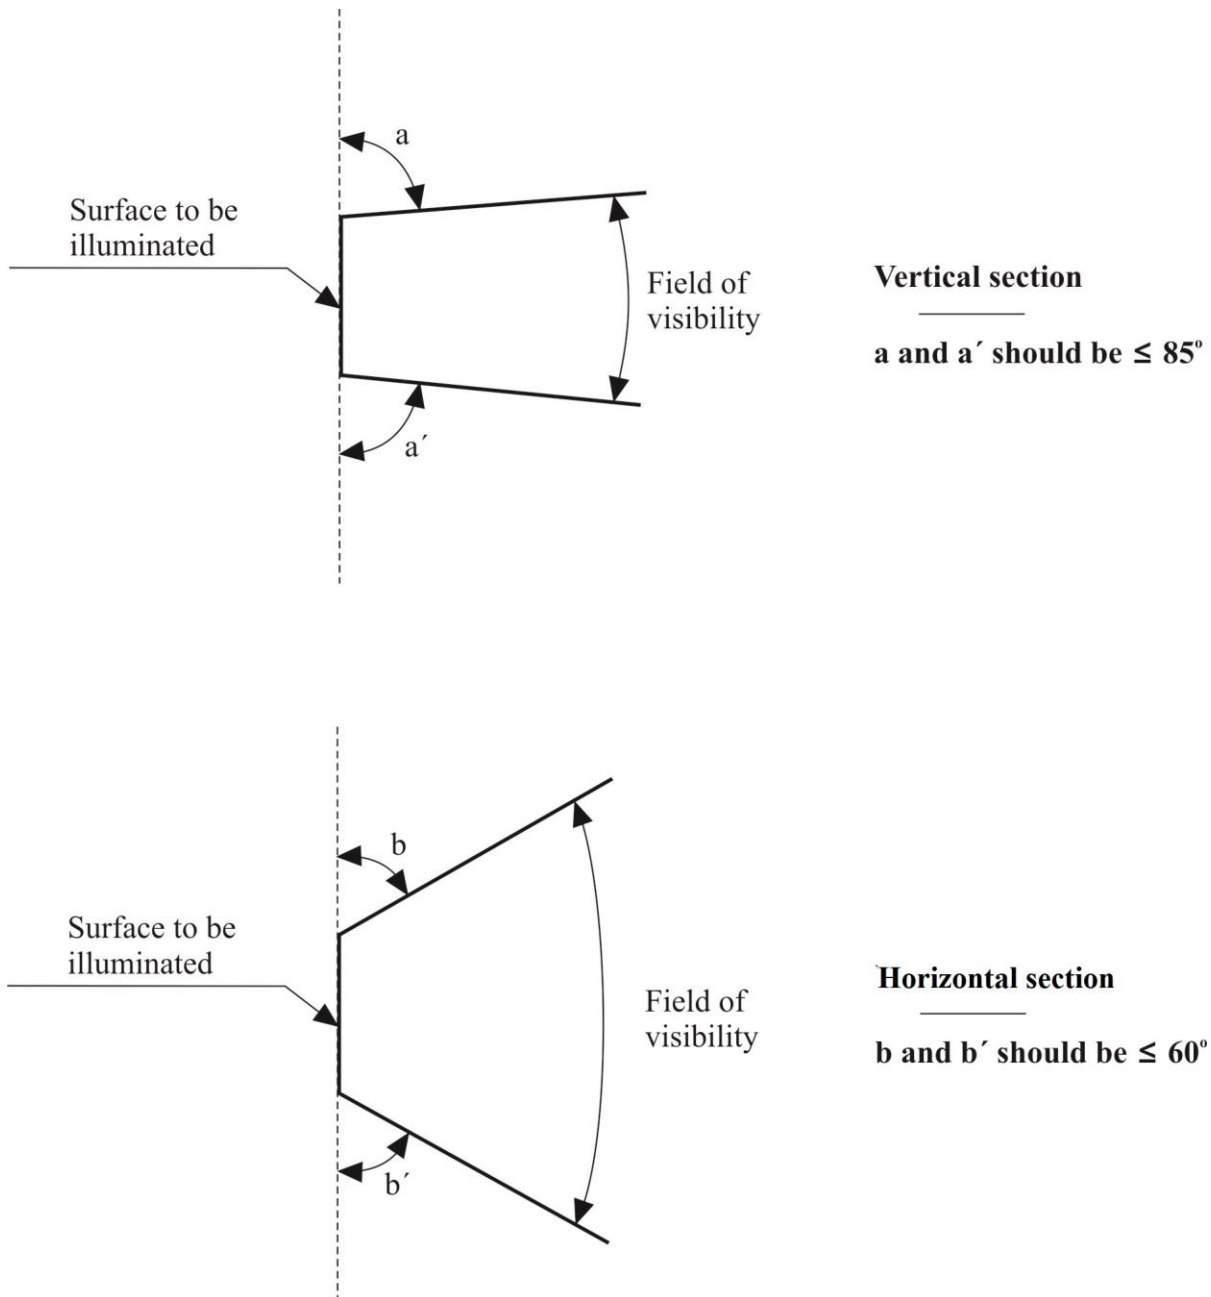 a
Surface to be
illuminated
Field of
visibility
Vertical section
a and a´ should be ≤ 85º
a´
b
Surface to be
illuminated
Field of
visibility
Horizontal section
b and b´ should be ≤ 60º
b´